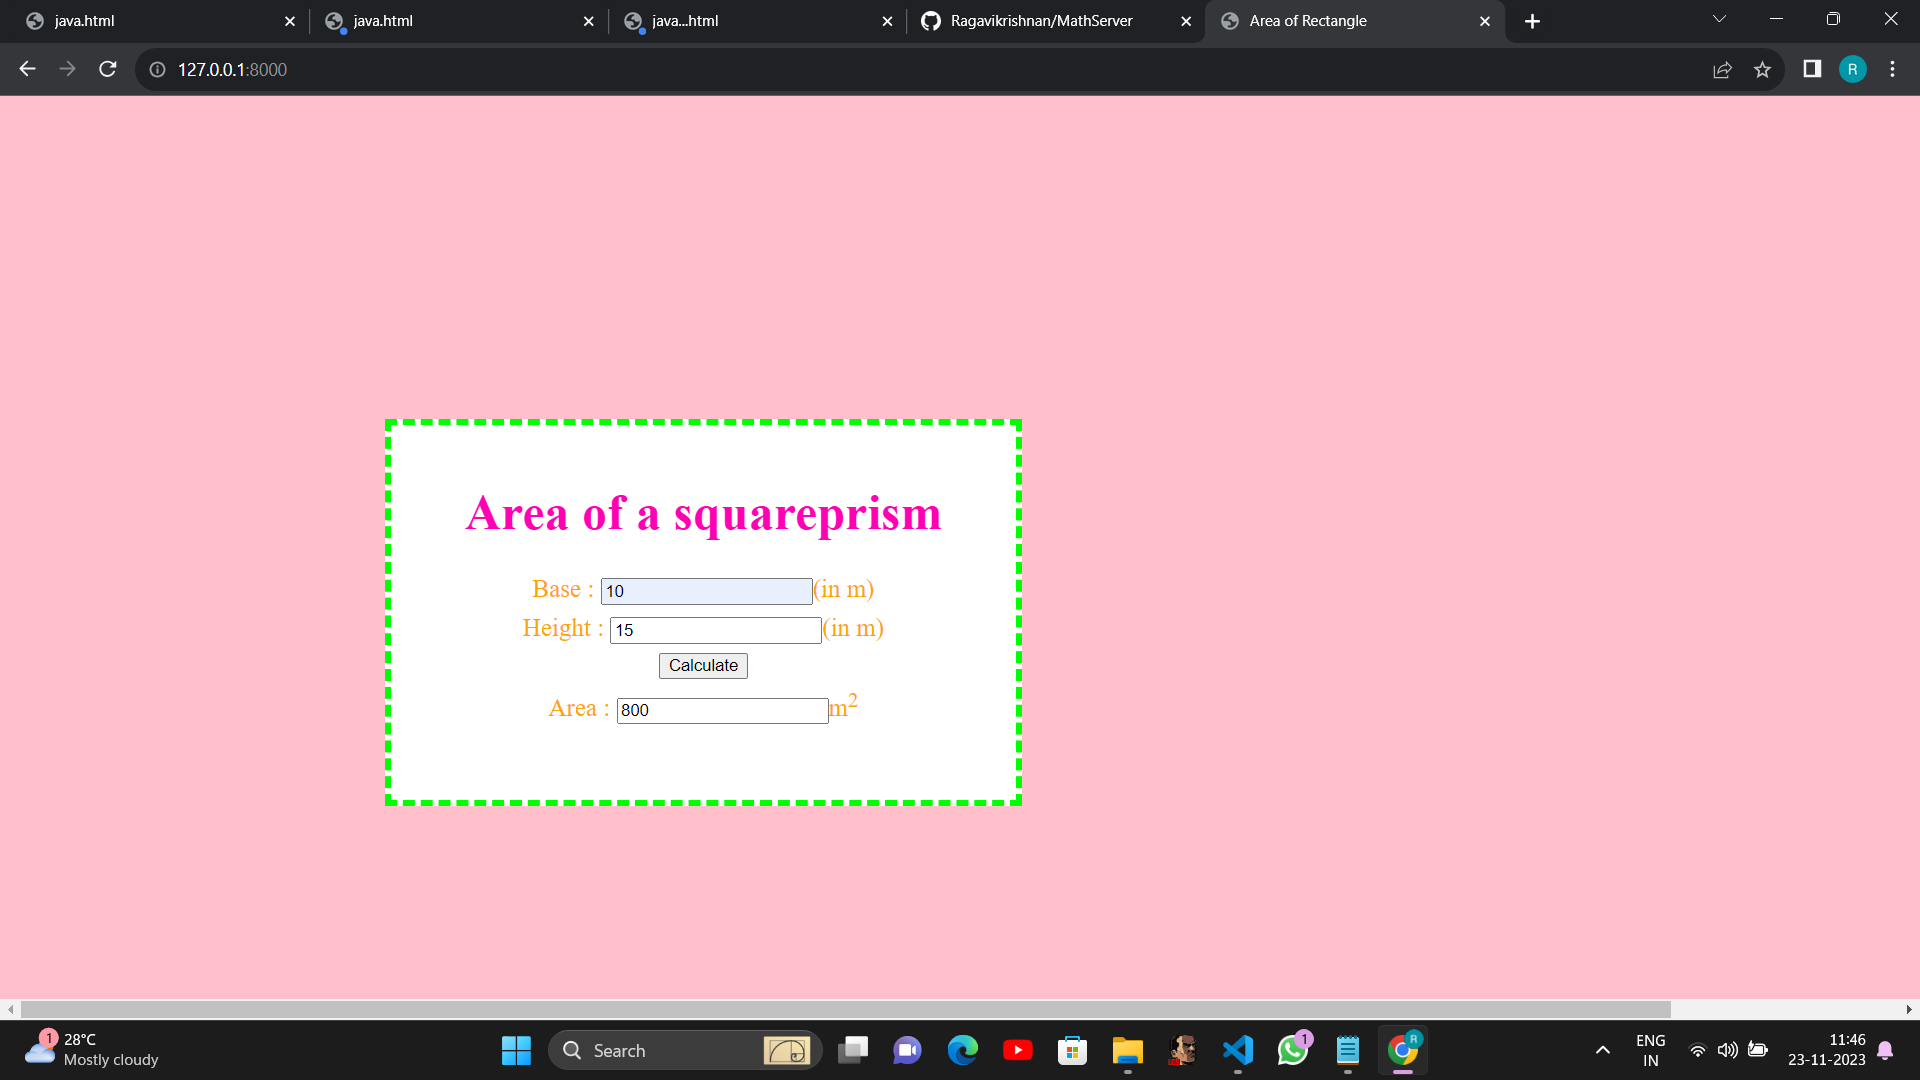 java.html
java.html
java...html
Ragavikrishnan/MathServer
Area of Rectangle
127.0.0.1:8000
R
Area of a squareprism
Base : 10 (in m)
Height : 15 (in m)
Calculate
Area : 800 m²
1
28°C
Mostly cloudy
Search
1
R
ENG
IN
11:46
23-11-2023